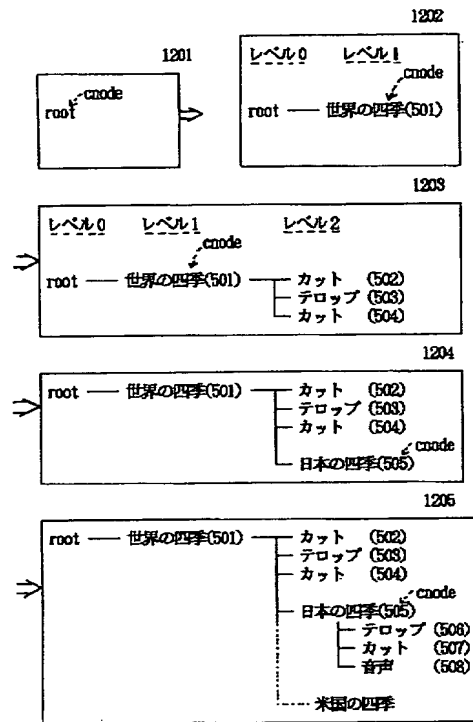 1201
cnode
root
1202
レベル0 レベル1
cnode
root 世界の四季(501)
1203
レベル0 レベル1 レベル2
cnode
root 世界の四季(501) カット (502)
テロップ(503)
カット (504)
1204
root 世界の四季(501) カット (502)
テロップ(503)
カット (504)
cnode
日本の四季(505)
1205
root 世界の四季(501) カット (502)
テロップ(503)
カット (504)
cnode
日本の四季(505)
テロップ(506)
カット (507)
音声 (508)
米国の四季